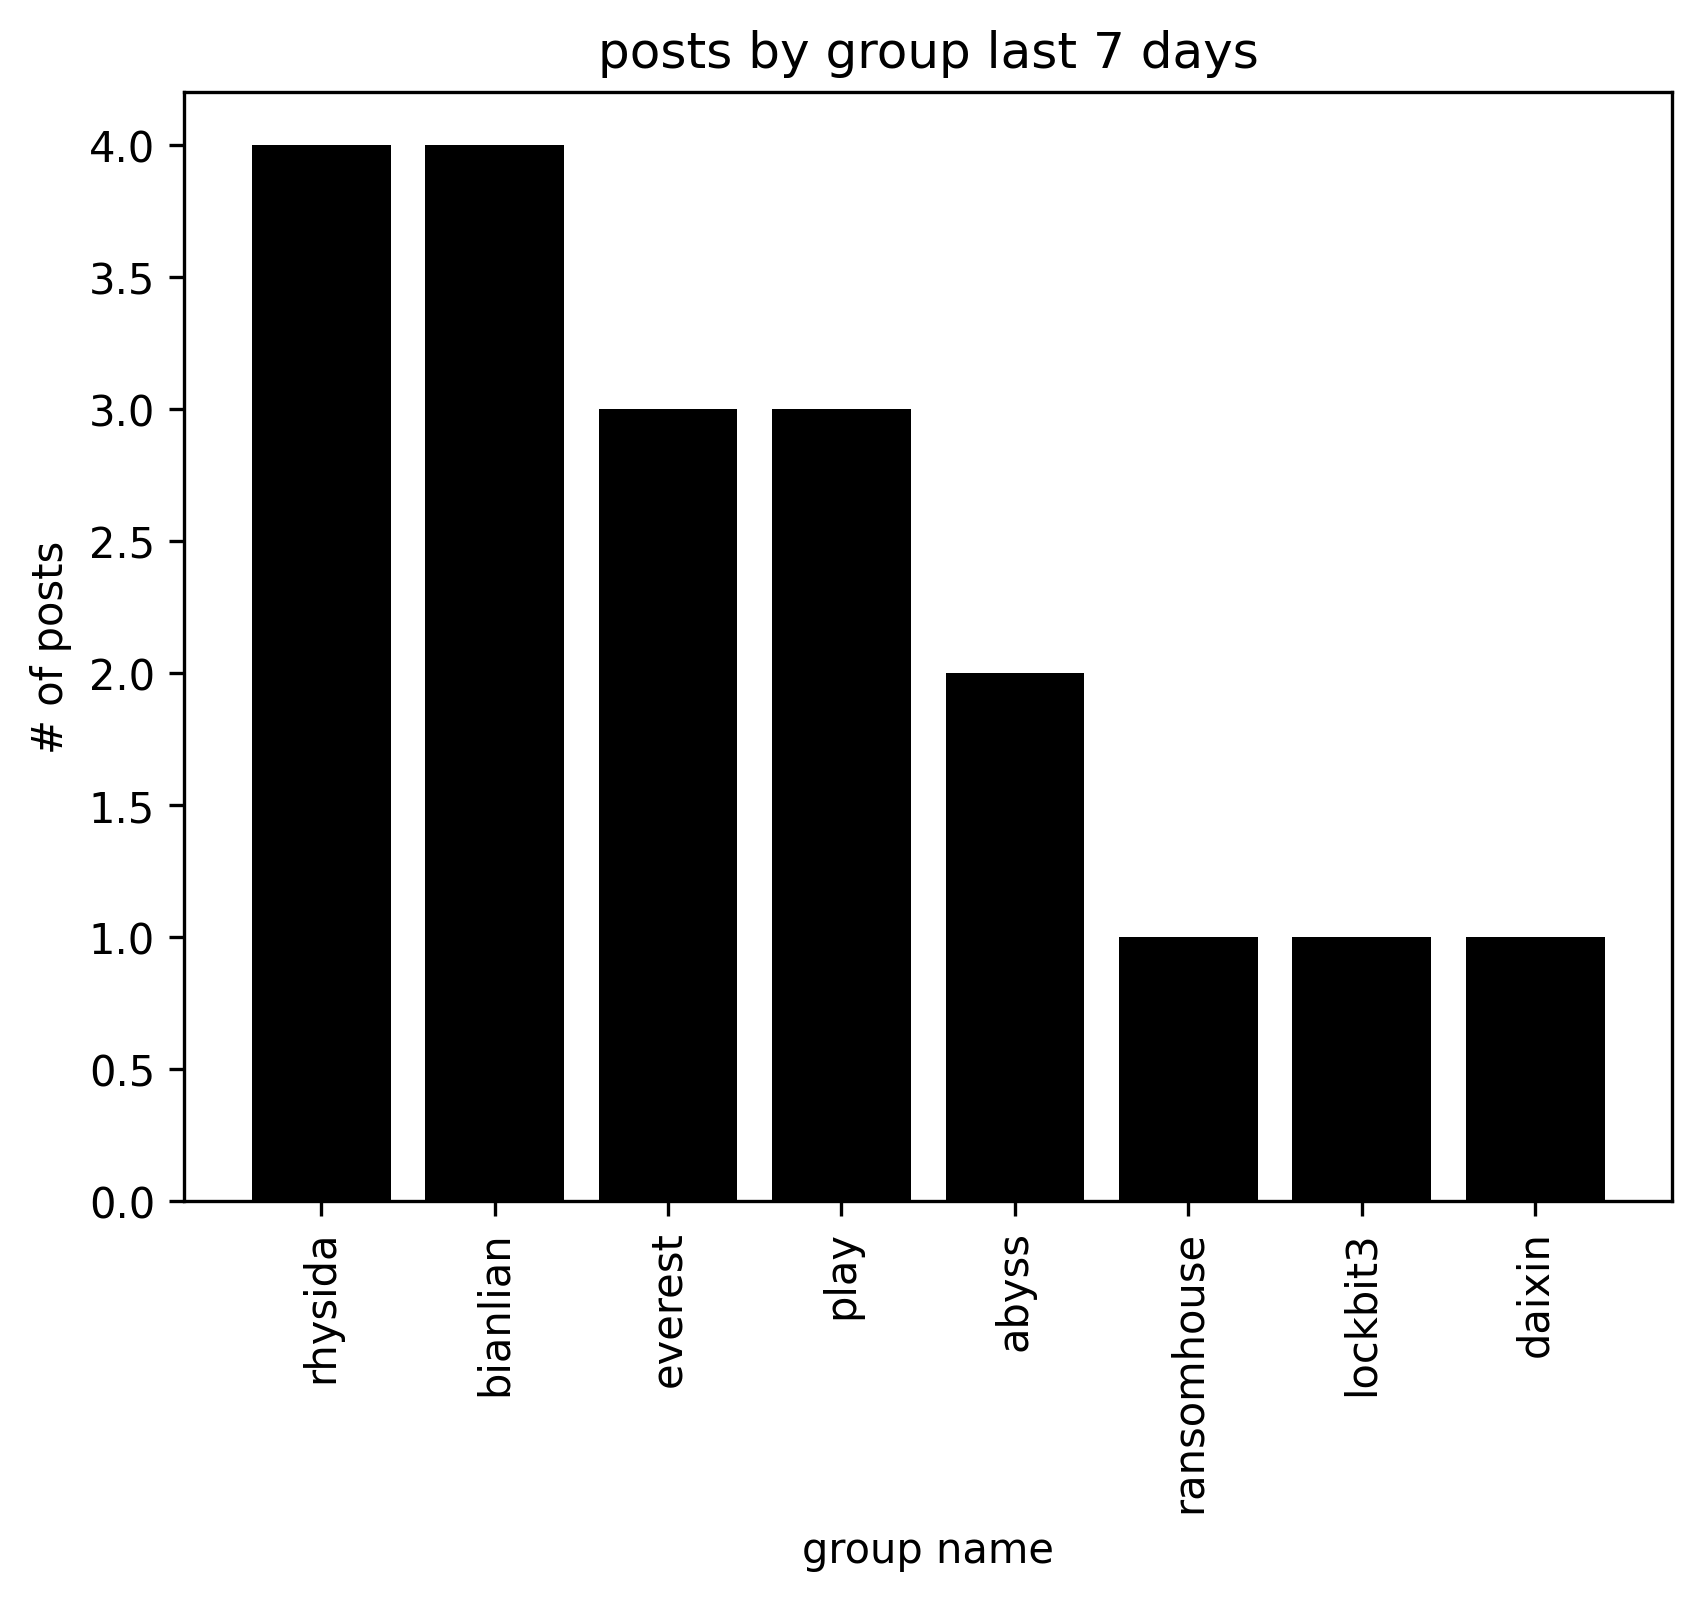 posts by group last 7 days
4.0
3.5
3.0
2.5
2.0
1.5
1.0
0.5
0.0
# of posts
rhysida
bianlian
everest
play
abyss
ransomhouse
lockbit3
daixin
group name